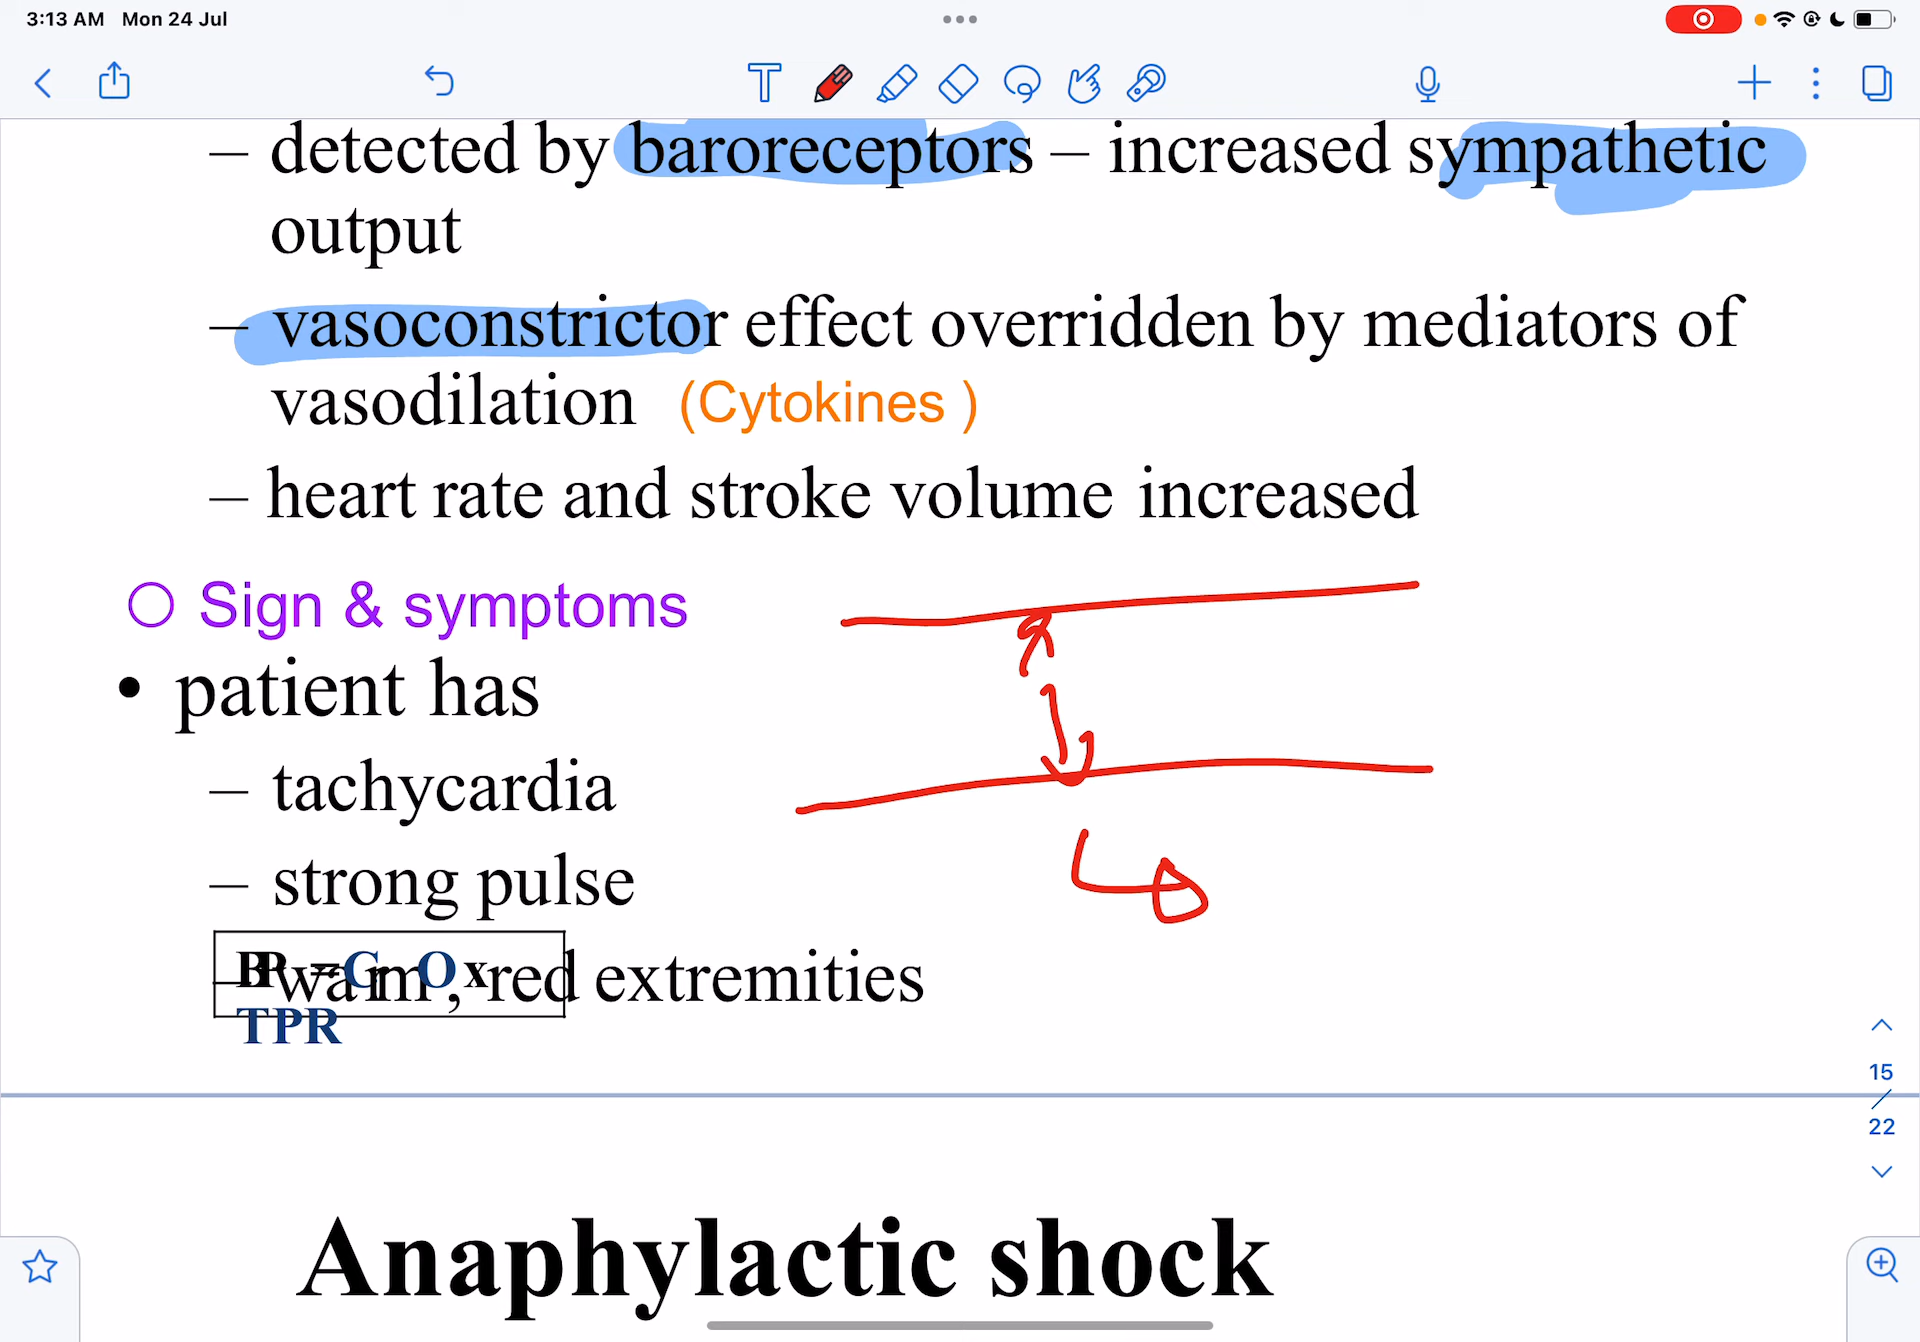 3:13 AM Mon 24 Jul
– detected by baroreceptors – increased sympathetic
output
– vasoconstrictor effect overridden by mediators of
vasodilation (Cytokines )
– heart rate and stroke volume increased
○ Sign & symptoms
• patient has
– tachycardia
– strong pulse
– warm, red extremities
BP = C O x
TPR
15
/
22
Anaphylactic shock